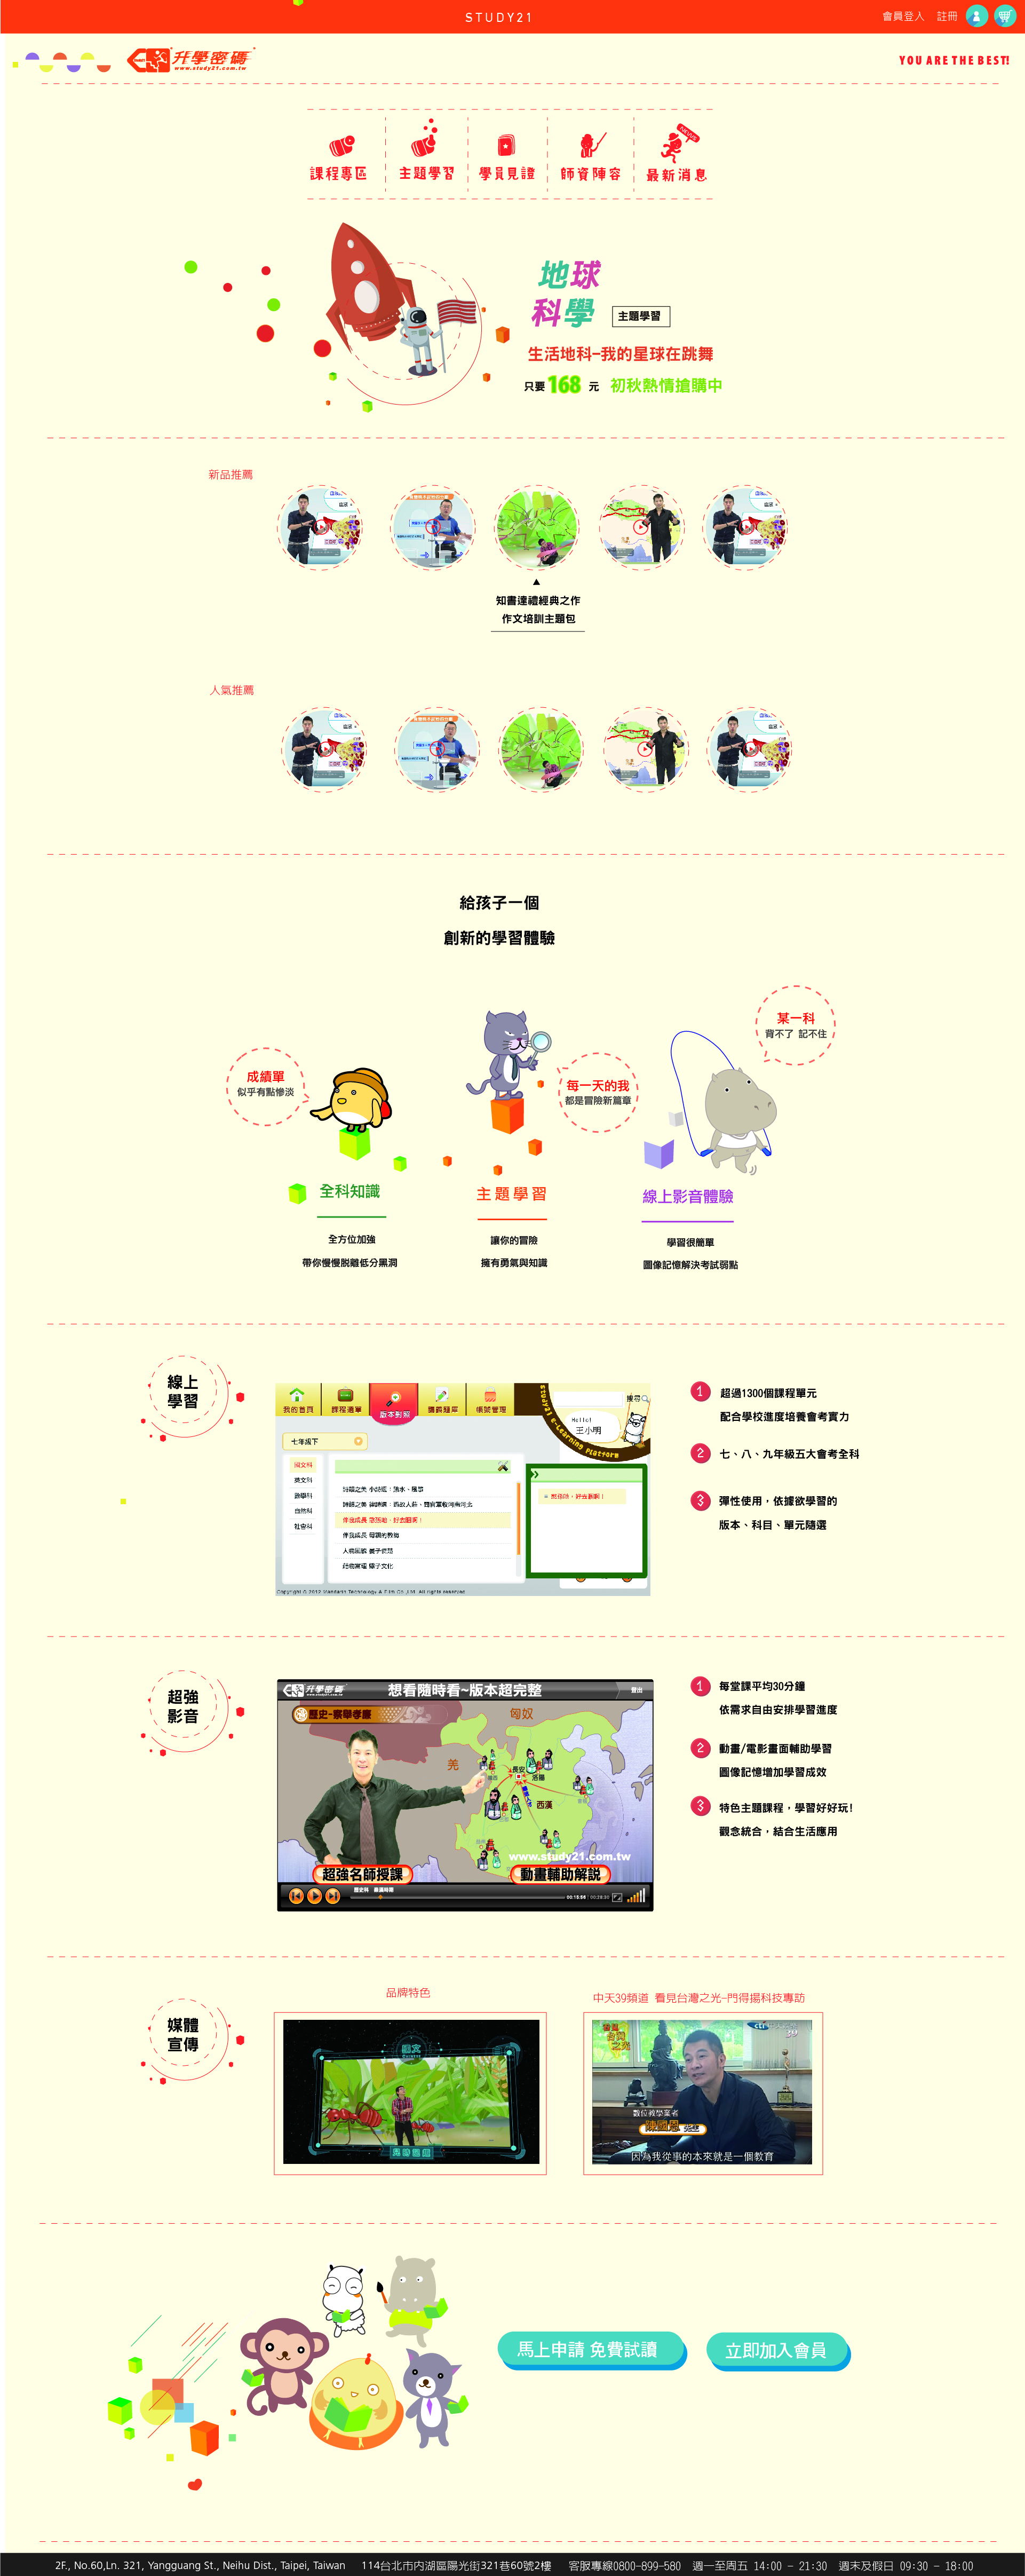 STUDY21
會員登入 註冊
升學密碼
www.study21.com.tw
YOU ARE THE BEST!
課程專區
主題學習
學員見證
師資陣容
最新消息
地球
科學
主題學習
生活地科-我的星球在跳舞
只要168 元 初秋熱情搶購中
新品推薦
知書達禮經典之作
作文培訓主題包
人氣推薦
給孩子一個
創新的學習體驗
某一科
背不了 記不住
成績單
似乎有點慘淡
每一天的我
都是冒險新篇章
全科知識
主題學習
線上影音體驗
全方位加強
帶你慢慢脫離低分黑洞
讓你的冒險
擁有勇氣與知識
學習很簡單
圖像記憶解決考試弱點
線上
學習
我的首頁
課程選單
版本對照
帳號管理
搜尋
Hello!
王小明
study21 e-Learning Platform
七年級下
國文科
英文科
數學科
自然科
社會科
1 超過1300個課程單元
配合學校進度培養會考實力
2 七、八、九年級五大會考全科
3 彈性使用，依據欲學習的
版本、科目、單元隨選
超強
影音
升學密碼
想看隨時看~版本超完整
登出
歷史-察舉孝廉
匈奴
羌
長安
洛陽
西漢
www.study21.com.tw
超強名師授課
動畫輔助解說
00:15:56
1 每堂課平均30分鐘
依需求自由安排學習進度
2 動畫/電影畫面輔助學習
圖像記憶增加學習成效
3 特色主題課程，學習好好玩!
觀念統合，結合生活應用
媒體
宣傳
品牌特色
中天39頻道 看見台灣之光-門得揚科技專訪
數位教學業者
陳國恩 先生
因為我從事的本來就是一個教育
馬上申請 免費試讀
立即加入會員
2F., No.60,Ln. 321, Yangguang St., Neihu Dist., Taipei, Taiwan 114台北市内湖區陽光街321巷60號2樓 客服專線0800-899-580 週一至周五 14:00 - 21:30 週末及假日 09:30 - 18:00